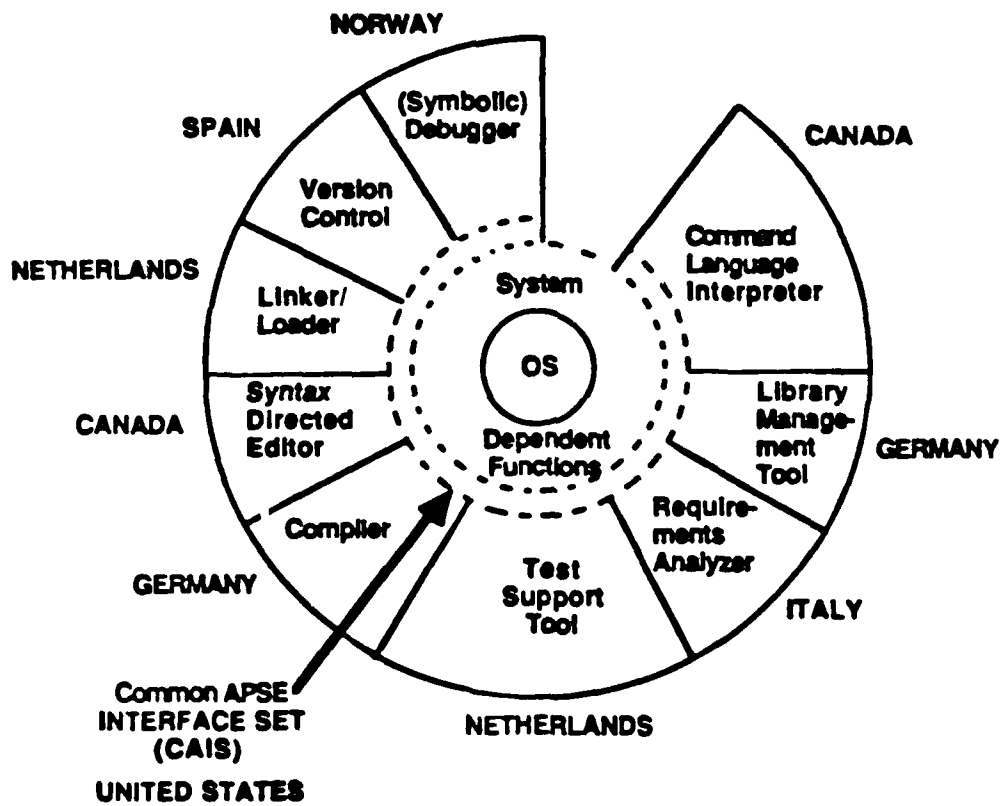 NORWAY
(Symbolic)
Debugger
SPAIN
CANADA
Version
Control
Command
Language
Interpreter
NETHERLANDS
Linker/
Loader
System
OS
Dependent
Functions
CANADA
Syntax
Directed
Editor
Library
Manage-
ment
Tool
GERMANY
Compiler
Require-
ments
Analyzer
GERMANY
Test
Support
Tool
ITALY
Common APSE
INTERFACE SET
(CAIS)
UNITED STATES
NETHERLANDS